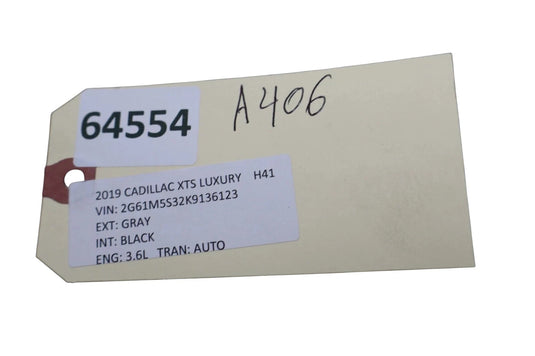 64554
A406
2019 CADILLAC XTS LUXURY H41
VIN: 2G61M5S32K9136123
EXT: GRAY
INT: BLACK
ENG: 3.6L TRAN: AUTO